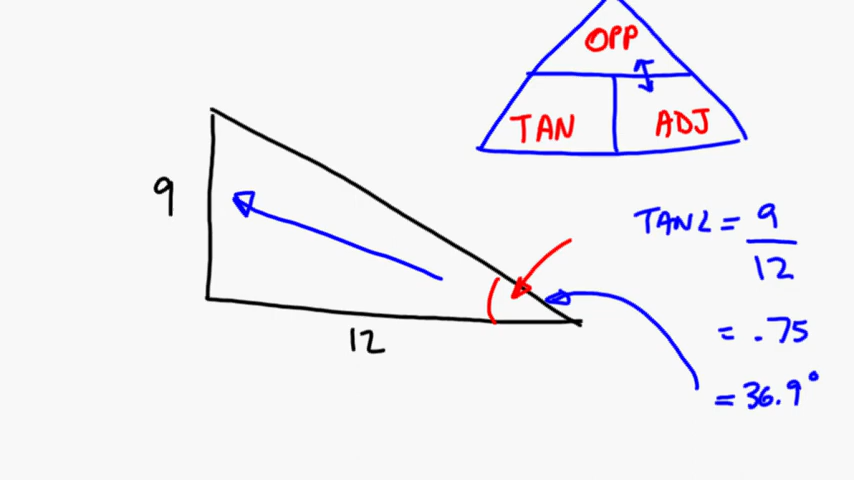 OPP
TAN ADJ
9
12
TAN∠ = 9/12
= .75
= 36.9°